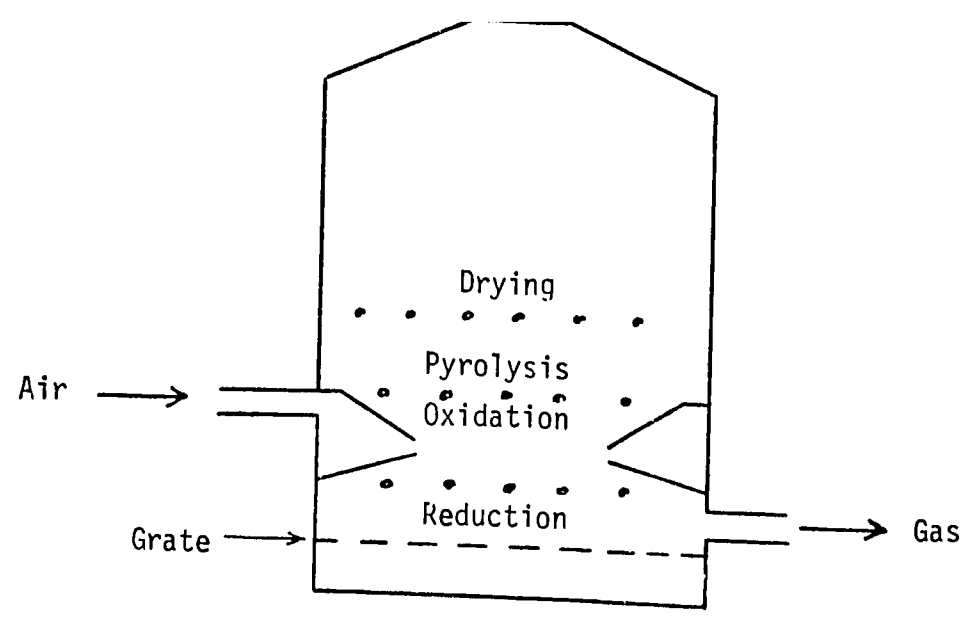 Drying
Pyrolysis
Air
Oxidation
Reduction
Grate
Gas